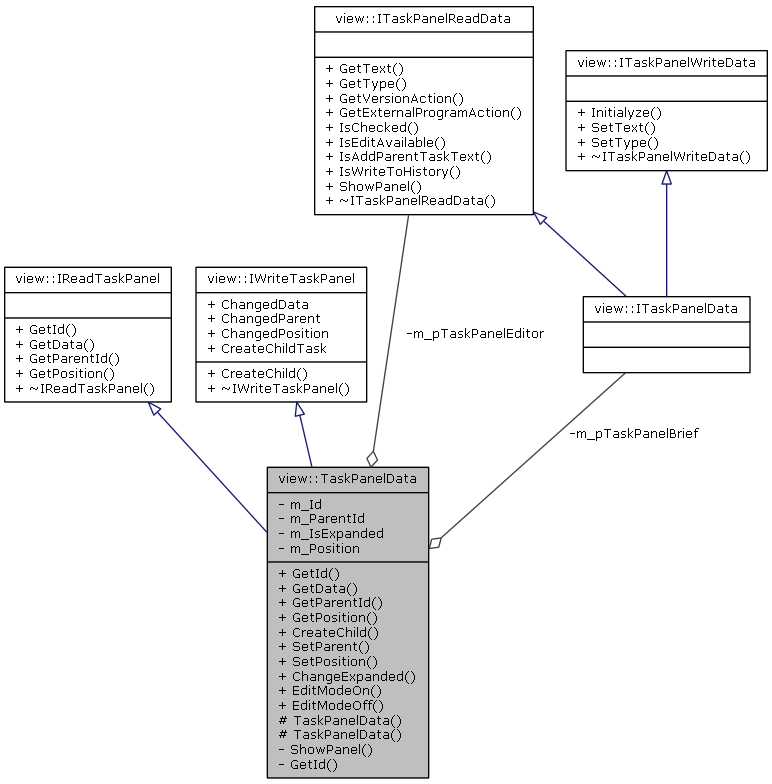 view::ITaskPanelReadData
+ GetText()
+ GetType()
+ GetVersionAction()
+ GetExternalProgramAction()
+ IsChecked()
+ IsEditAvailable()
+ IsAddParentTaskText()
+ IsWriteToHistory()
+ ShowPanel()
+ ~ITaskPanelReadData()
view::ITaskPanelWriteData
+ Initialyze()
+ SetText()
+ SetType()
+ ~ITaskPanelWriteData()
view::IReadTaskPanel
+ GetId()
+ GetData()
+ GetParentId()
+ GetPosition()
+ ~IReadTaskPanel()
view::IWriteTaskPanel
+ ChangedData
+ ChangedParent
+ ChangedPosition
+ CreateChildTask
+ CreateChild()
+ ~IWriteTaskPanel()
-m_pTaskPanelEditor
view::ITaskPanelData
-m_pTaskPanelBrief
view::TaskPanelData
- m_Id
- m_ParentId
- m_IsExpanded
- m_Position
+ GetId()
+ GetData()
+ GetParentId()
+ GetPosition()
+ CreateChild()
+ SetParent()
+ SetPosition()
+ ChangeExpanded()
+ EditModeOn()
+ EditModeOff()
# TaskPanelData()
# TaskPanelData()
- ShowPanel()
- GetId()